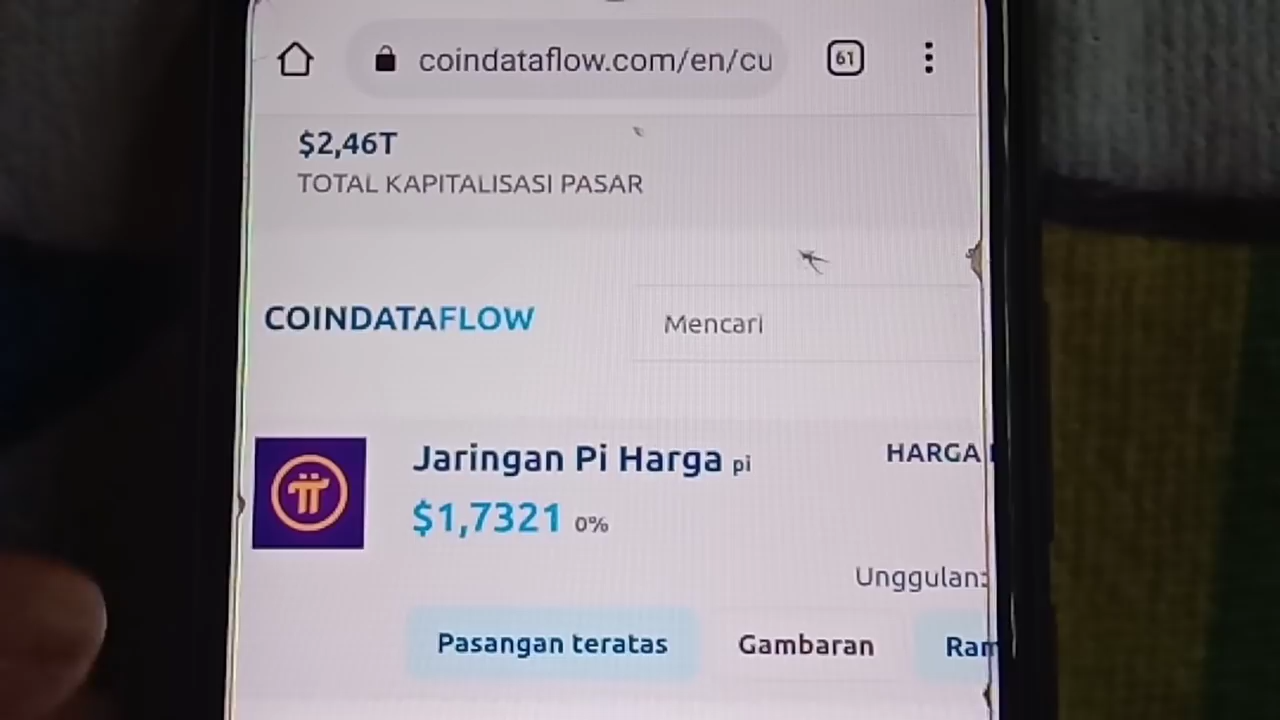 coindataflow.com/en/cu
61
$2,46T
TOTAL KAPITALISASI PASAR
COINDATAFLOW
Mencari
Jaringan Pi Harga pi
HARGA
$1,7321 0%
Unggulan:
Pasangan teratas
Gambaran
Ram